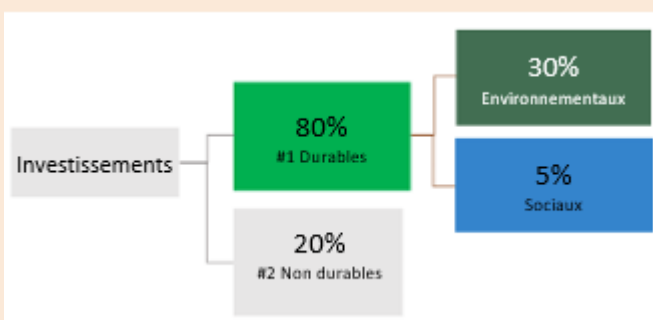 Investissements
80%
#1 Durables
20%
#2 Non durables
30%
Environnementaux
5%
Sociaux